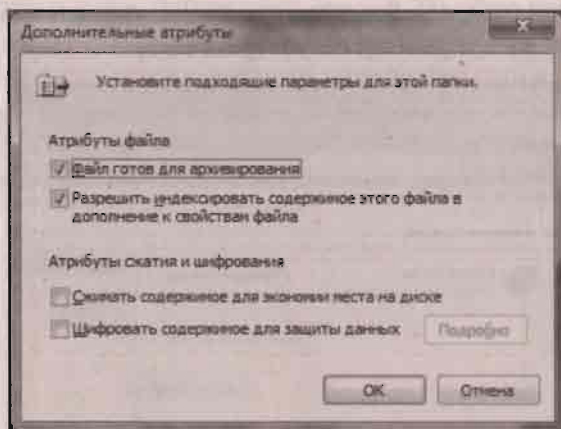 Дополнительные атрибуты
Установите подходящие параметры для этой папки.
Атрибуты файла
Файл готов для архивирования
Разрешить индексировать содержимое этого файла в
дополнение к свойствам файла
Атрибуты сжатия и шифрования
Сжимать содержимое для экономии места на диске
Шифровать содержимое для защиты данных Подробно
ОК Отмена